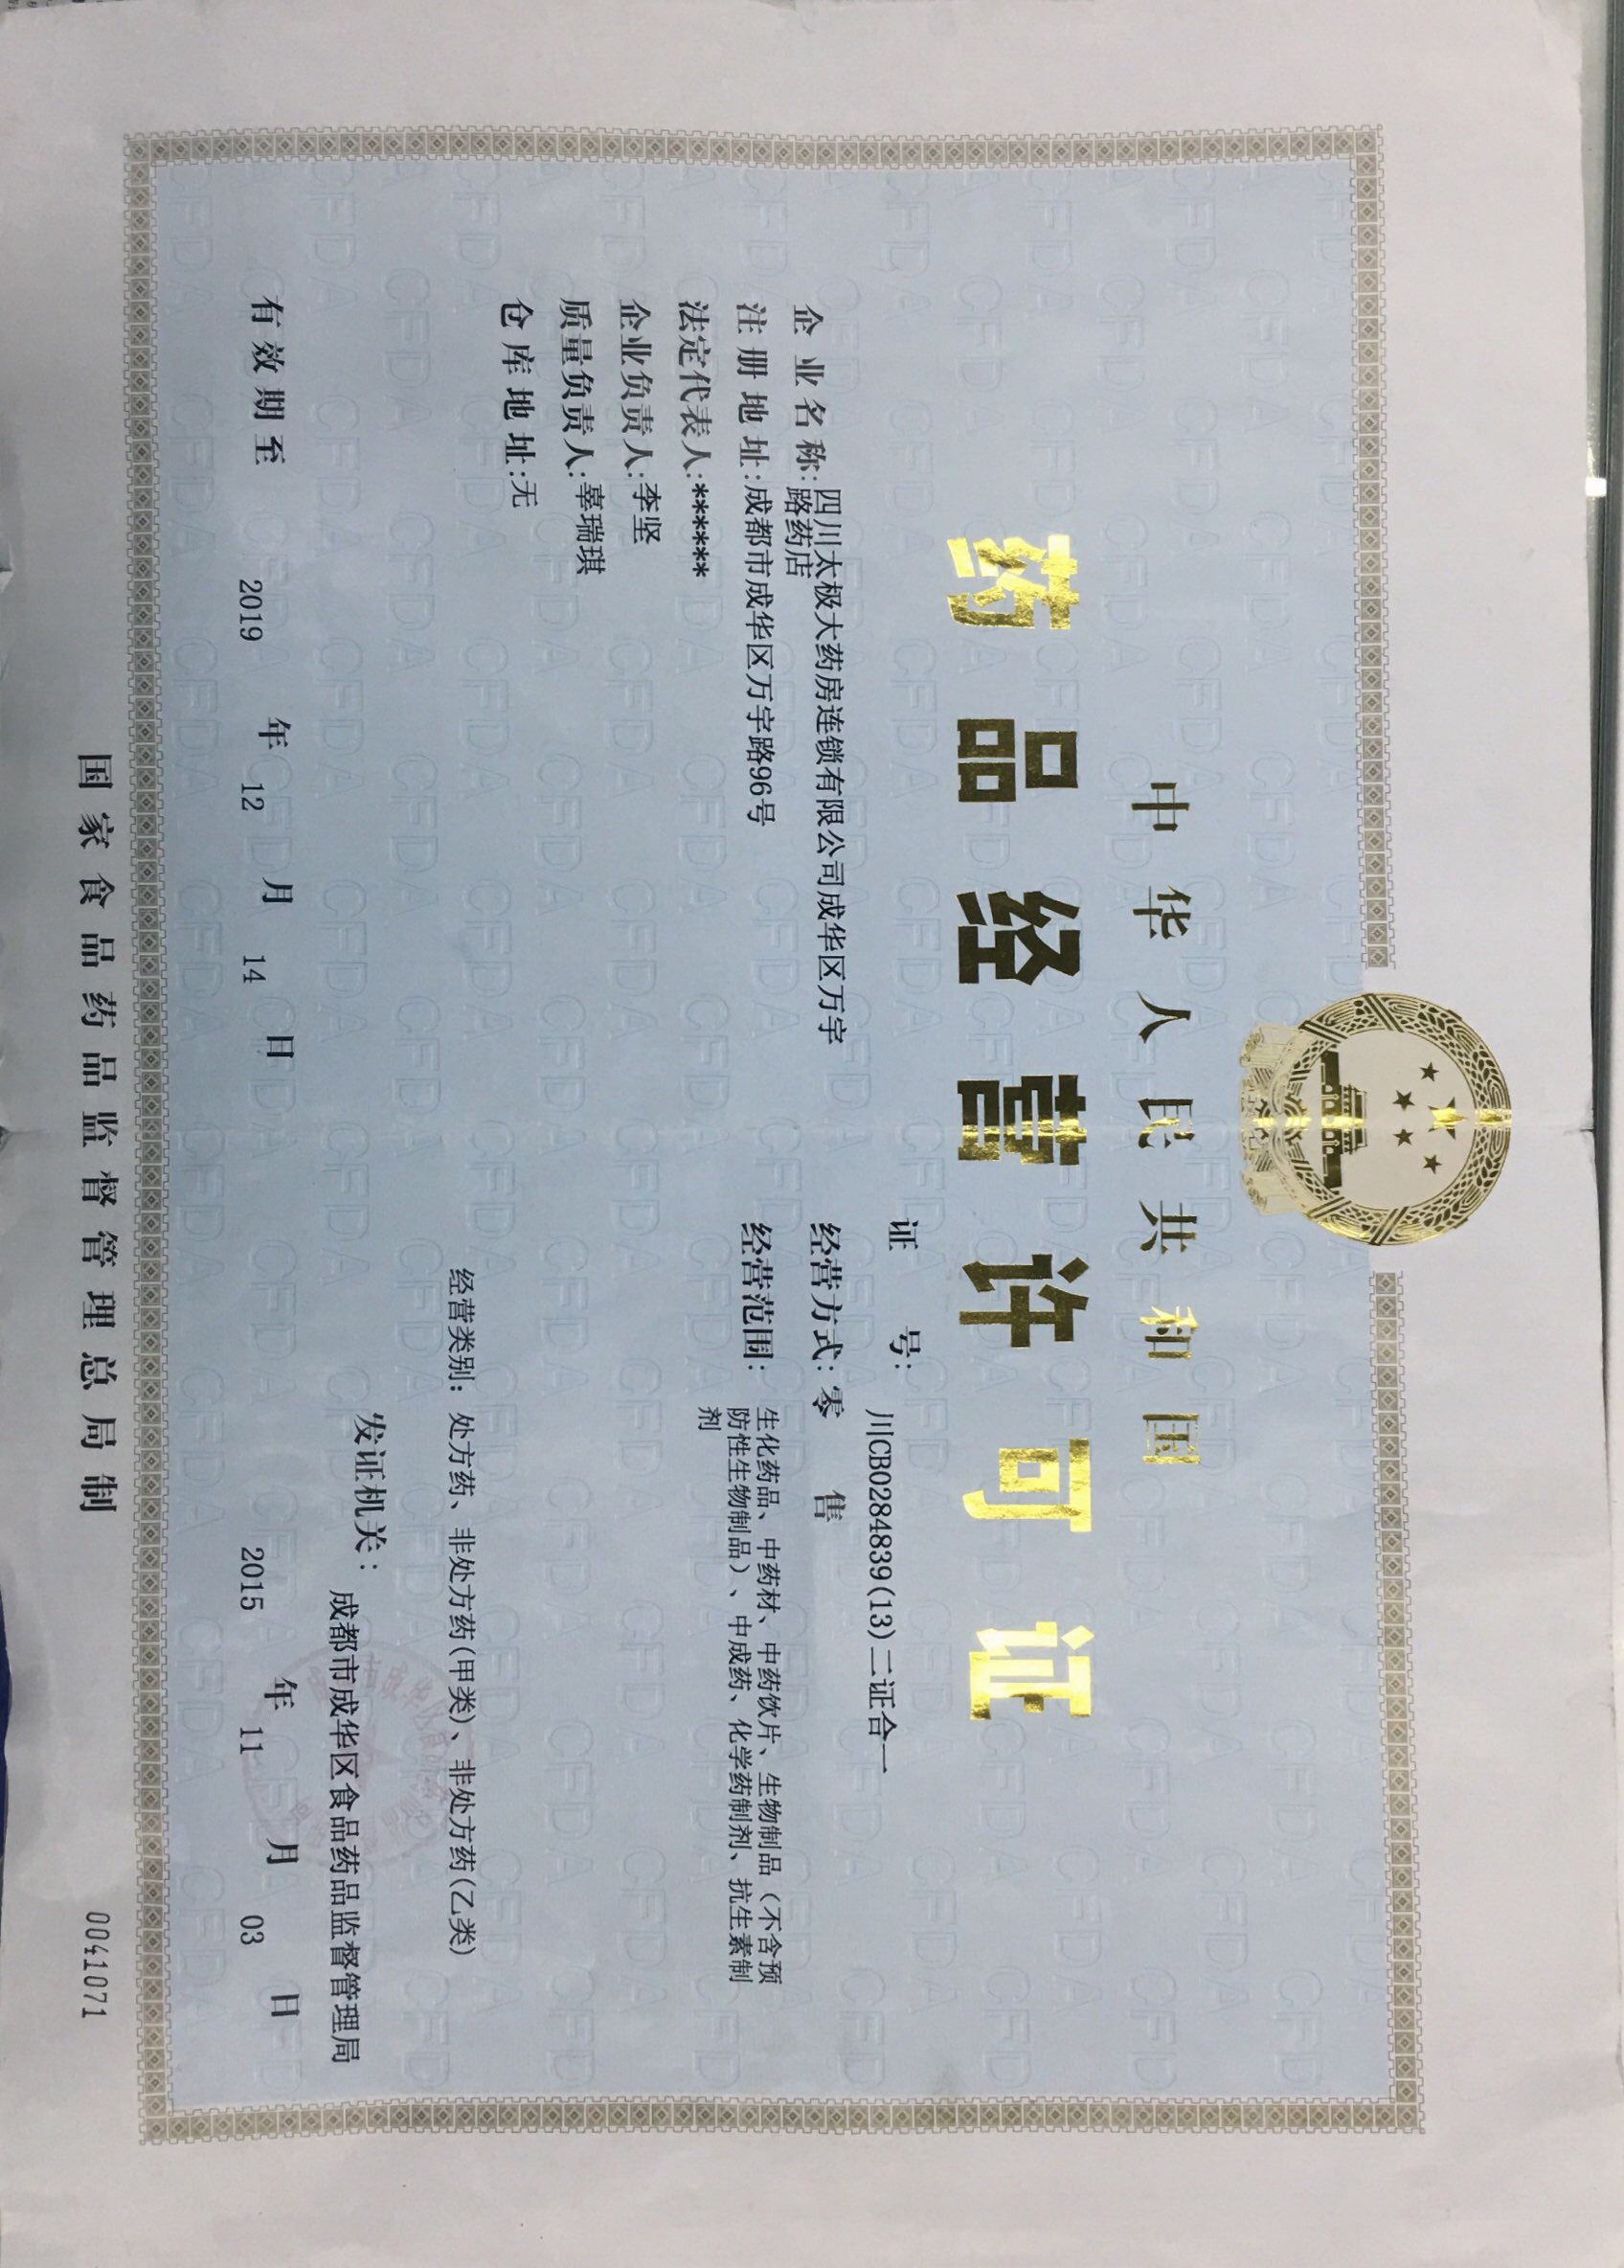 中华人民共和国
药品经营许可证
证 号: 川CB0284839(13)二证合一
企业名称: 四川太极大药房连锁有限公司成华区万宇
路药店
注册地址: 成都市成华区万宇路96号
法定代表人: ******
企业负责人: 李坚
质量负责人: 辜瑞琪
仓库地址: 无
经营方式: 零 售
经营范围: 生化药品、中药材、中药饮片、生物制品（不含预
防性生物制品）、中成药、化学药制剂、抗生素制
剂
经营类别: 处方药、非处方药(甲类)、非处方药(乙类)
发证机关: 成都市成华区食品药品监督管理局
有效期至 2019 年 12 月 14 日
2015 年 11 月 03 日
国家食品药品监督管理总局制
0041071